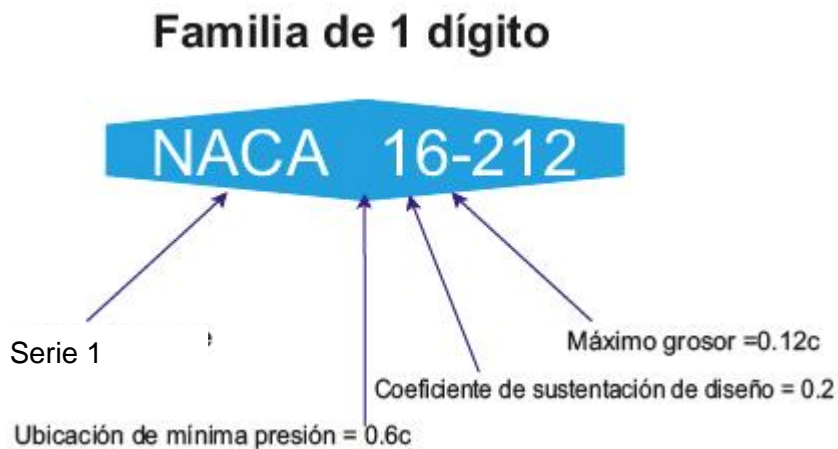 Familia de 1 dígito
NACA 16-212
Serie 1
Máximo grosor =0.12c
Coeficiente de sustentación de diseño = 0.2
Ubicación de mínima presión = 0.6c